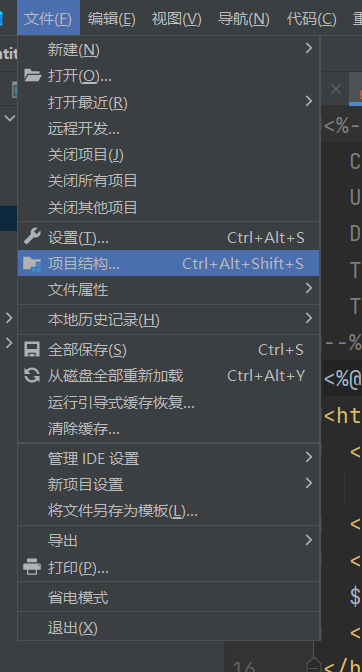 文件(F) 编辑(E) 视图(V) 导航(N) 代码(C)
新建(N)
打开(O)...
打开最近(R)
远程开发...
关闭项目(J)
关闭所有项目
关闭其他项目
设置(T)... Ctrl+Alt+S
项目结构... Ctrl+Alt+Shift+S
文件属性
本地历史记录(H)
全部保存(S) Ctrl+S
从磁盘全部重新加载 Ctrl+Alt+Y
运行引导式缓存恢复...
清除缓存...
管理 IDE 设置
新项目设置
将文件另存为模板(L)...
导出
打印(P)...
省电模式
退出(X)
<%-
C
U
D
T
T
--%
<%@
<ht
<
<
<
$
<
16 </h